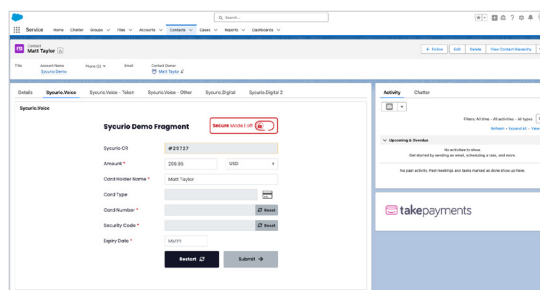 Search...
Service Home Chatter Groups Files Accounts Contacts Cases Reports Dashboards
Contact
Matt Taylor
+ Follow Edit Delete View Contact Hierarchy
Title Account Name Phone (2) Email Contact Owner
Sycurio Demo Matt Taylor
Details Sycurio.Voice Sycurio.Voice - Token Sycurio.Voice - Other Sycurio.Digital Sycurio.Digital 2
Activity Chatter
Sycurio.Voice
Sycurio Demo Fragment
Secure Mode (off)
Filters: All time • All activities • All types
Refresh • Expand All • View
Upcoming & Overdue
No activities to show.
Get started by sending an email, scheduling a task, and more.
No past activity. Past meetings and tasks marked as done show up here.
Sycurio CR
Amount * USD
Card Holder Name * Matt Taylor
Card Type
Card Number * Reset
Security Code * Reset
Expiry Date * MM/YY
Restart Submit
takepayments